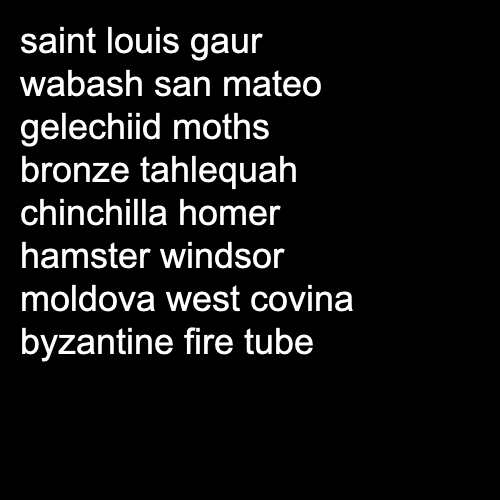 saint louis gaur
wabash san mateo
gelechiid moths
bronze tahlequah
chinchilla homer
hamster windsor
moldova west covina
byzantine fire tube